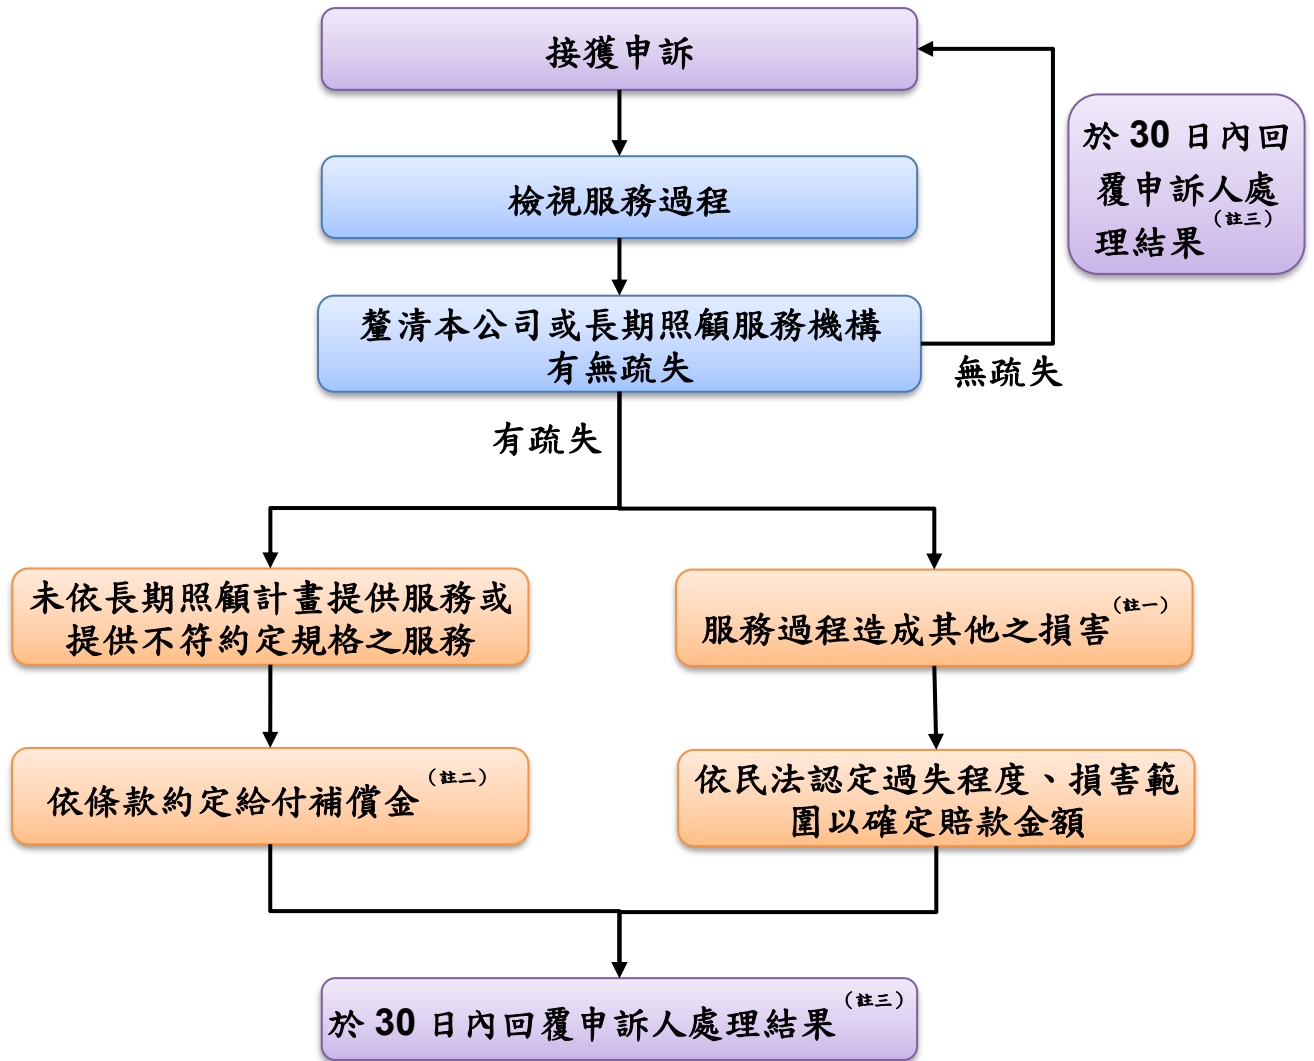 接獲申訴
於 30 日內回
覆申訴人處
理結果（註三）
檢視服務過程
釐清本公司或長期照顧服務機構
有無疏失
無疏失
有疏失
未依長期照顧計畫提供服務或
提供不符約定規格之服務
服務過程造成其他之損害（註一）
依條款約定給付補償金（註二）
依民法認定過失程度、損害範
圍以確定賠款金額
於 30 日內回覆申訴人處理結果（註三）